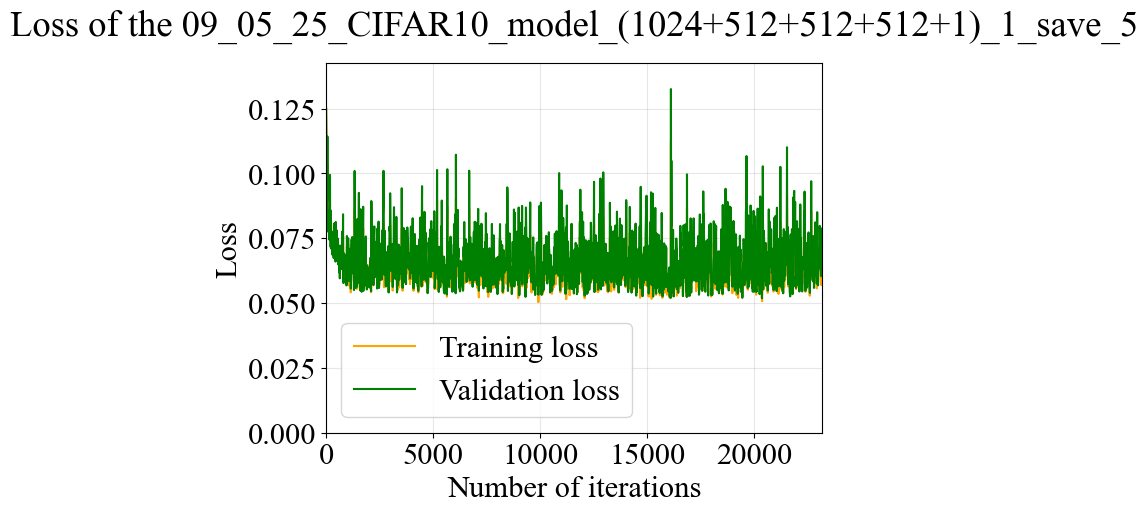 Loss of the 09_05_25_CIFAR10_model_(1024+512+512+512+1)_1_save_5
0.125
0.100
0.075
0.050
0.025
0.000
Loss
Training loss
Validation loss
0 5000 10000 15000 20000
Number of iterations